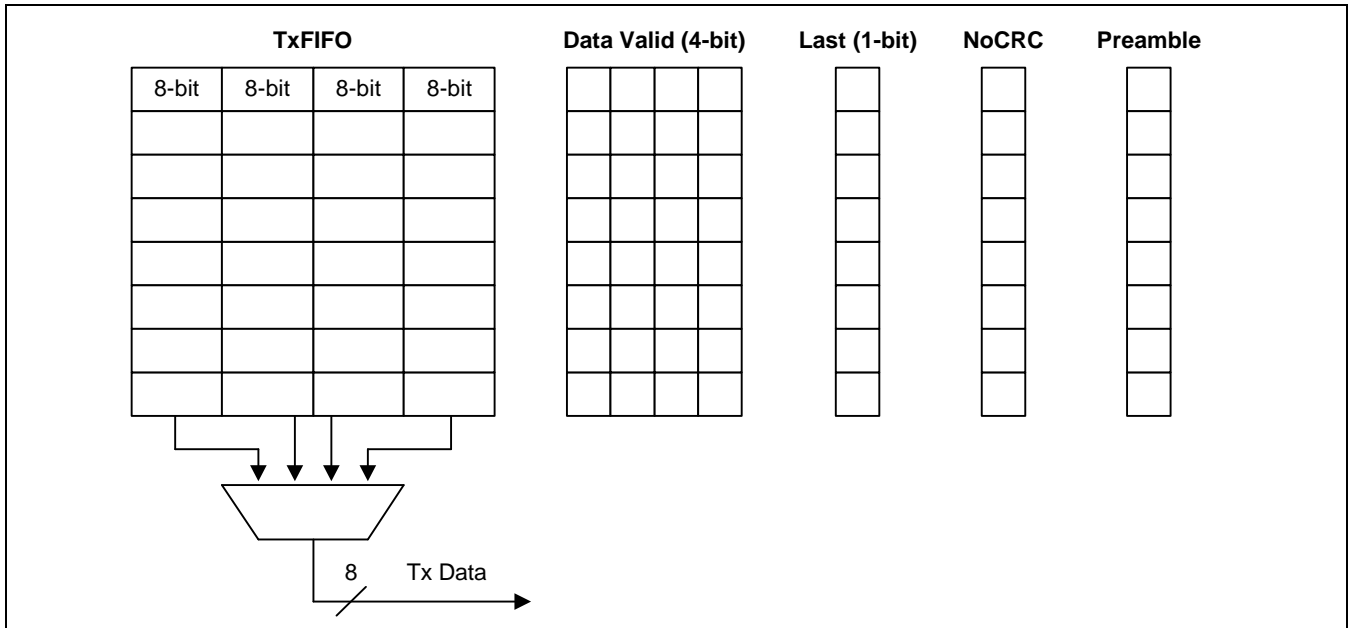 TxFIFO Data Valid (4-bit) Last (1-bit) NoCRC Preamble
8-bit 8-bit 8-bit 8-bit
8 Tx Data